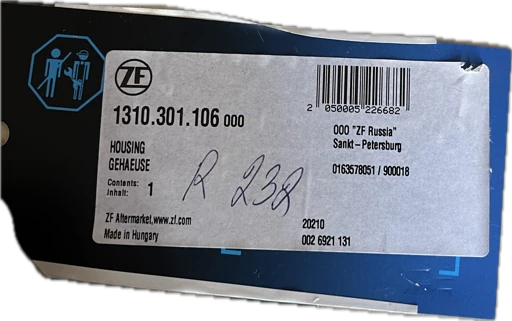 ZF
1310.301.106 000
2 050005 226682
HOUSING
GEHAEUSE
OOO "ZF Russia"
Sankt-Petersburg
Contents:
Inhalt: 1
0163578051 / 900018
R 238
ZF Aftermarket,www.zf.com
Made in Hungary
20210
002 6921 131